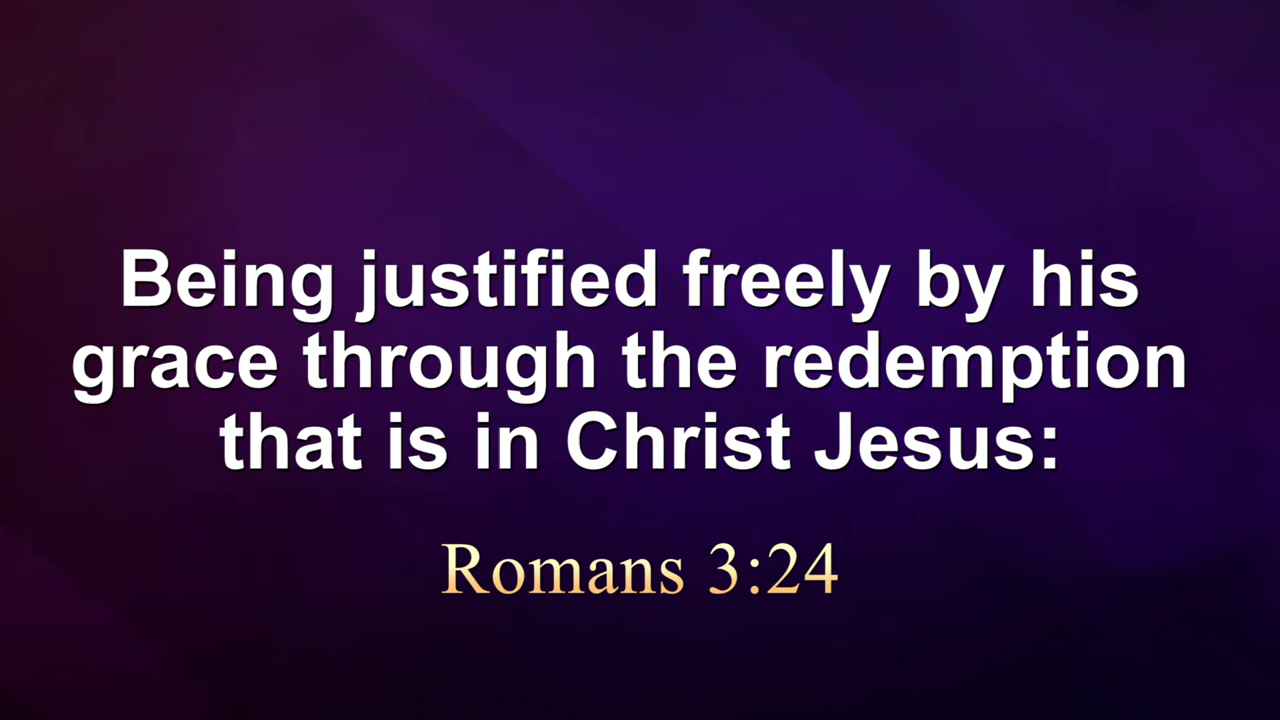 Being justified freely by his
grace through the redemption
that is in Christ Jesus:
Romans 3:24